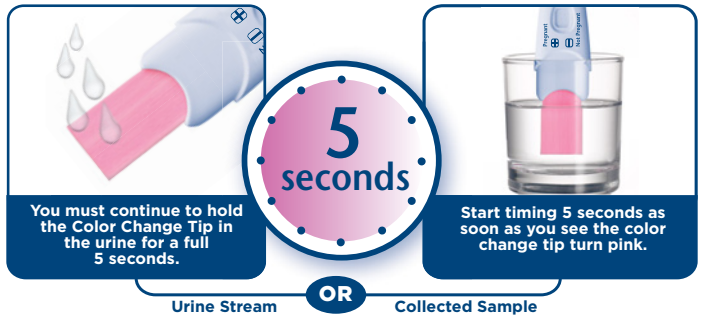 You must continue to hold
the Color Change Tip in
the urine for a full
5 seconds.
5
seconds
Pregnant
Not Pregnant
Start timing 5 seconds as
soon as you see the color
change tip turn pink.
OR
Urine Stream
Collected Sample